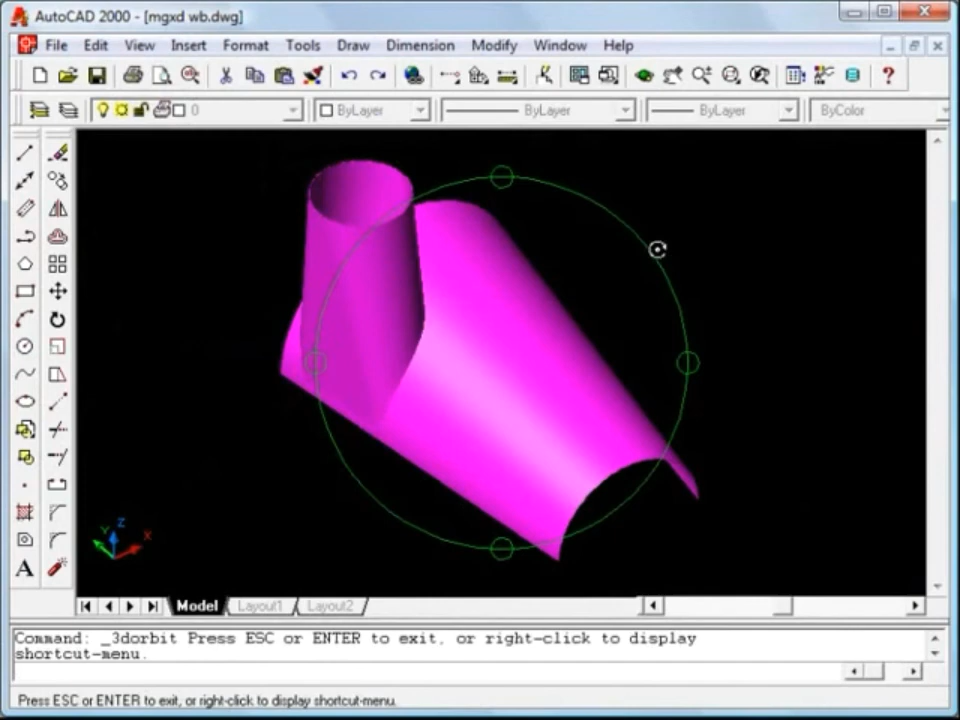 AutoCAD 2000 - [mgxd wb.dwg]
File Edit View Insert Format Tools Draw Dimension Modify Window Help
0 ByLayer ByLayer ByLayer ByColor
Y Z X
A
Model Layout1 Layout2
Command: _3dorbit Press ESC or ENTER to exit, or right-click to display
shortcut-menu.
Press ESC or ENTER to exit, or right-click to display shortcut-menu.